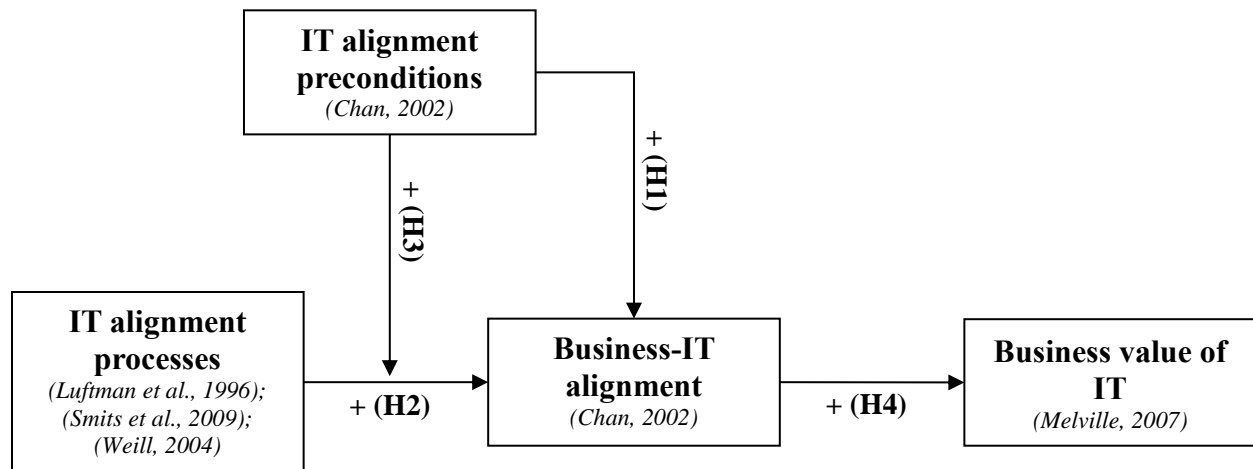 IT alignment
preconditions
(Chan, 2002)
+ (H1)
+ (H3)
IT alignment
processes
(Luftman et al., 1996);
(Smits et al., 2009);
(Weill, 2004)
+ (H2)
Business-IT
alignment
(Chan, 2002)
+ (H4)
Business value of
IT
(Melville, 2007)